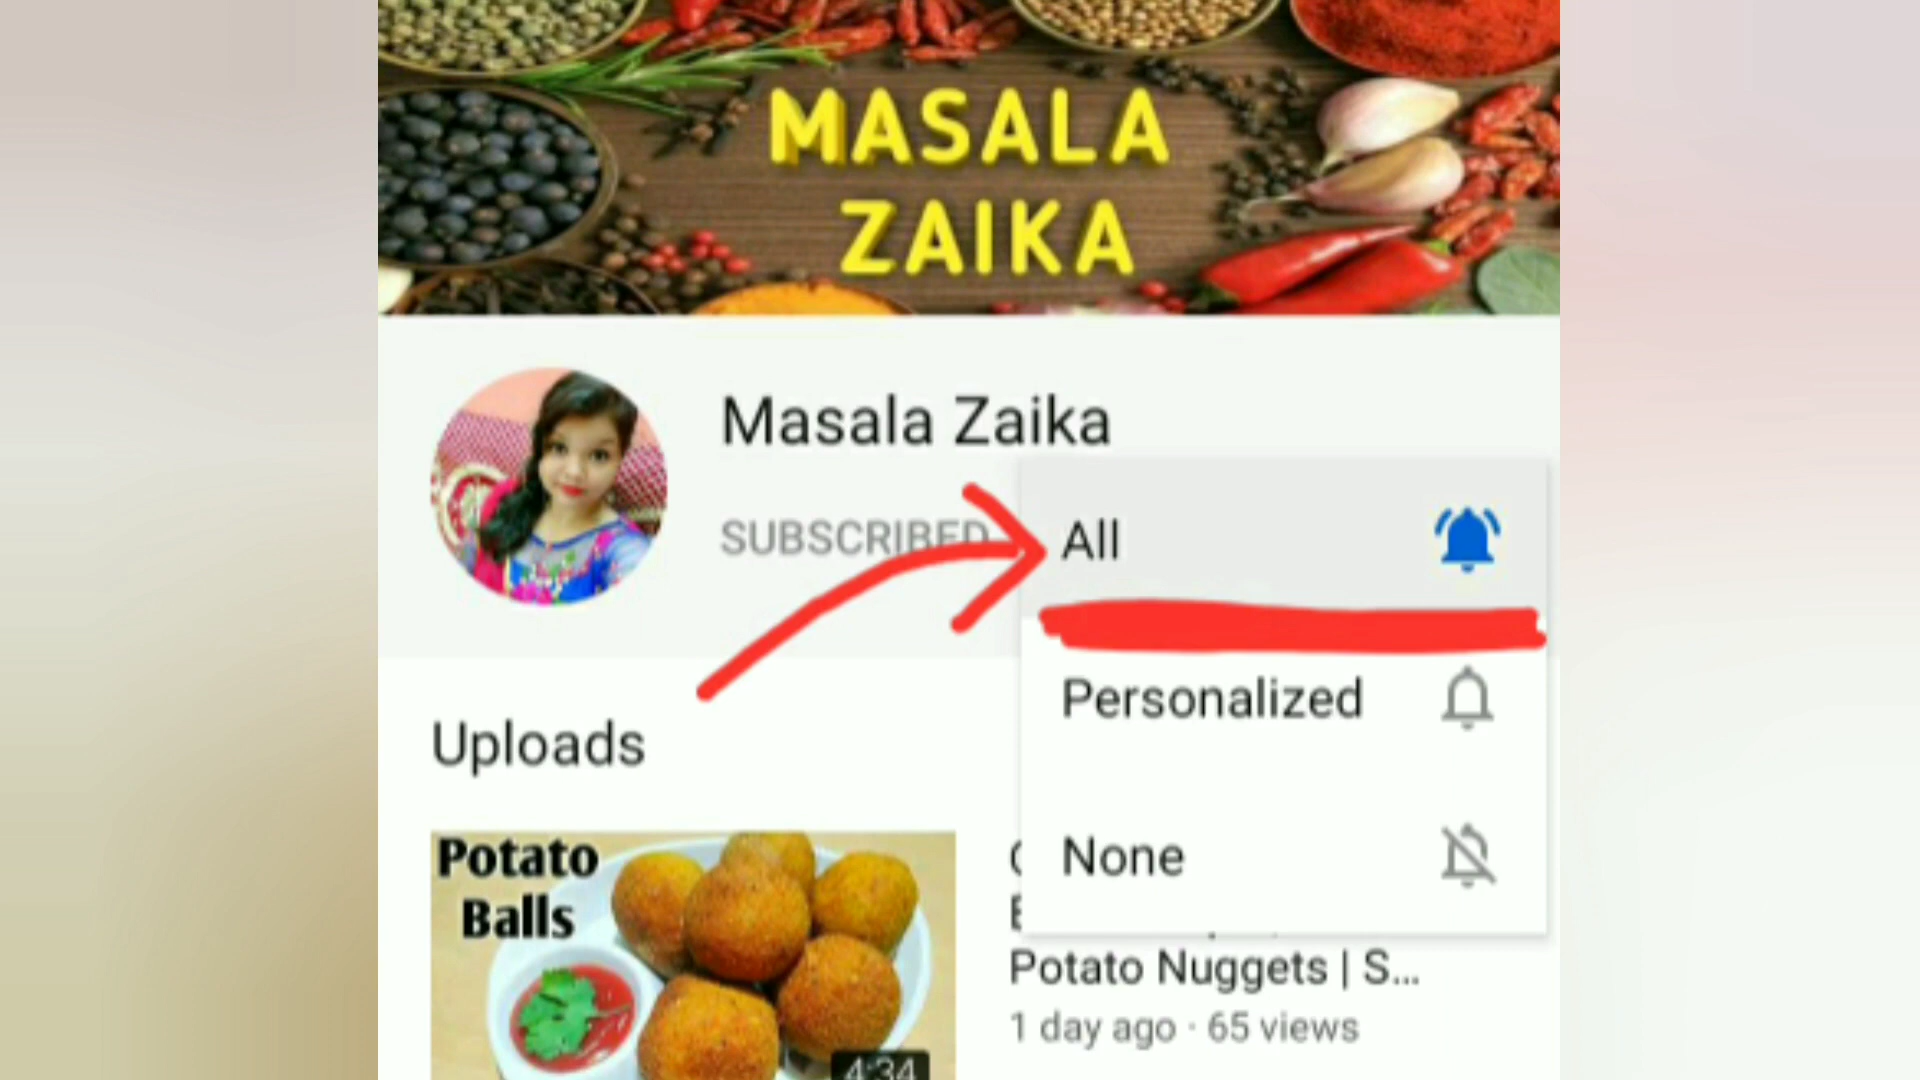 MASALA
ZAIKA
Masala Zaika
SUBSCRIBED
All
Personalized
None
Uploads
Potato
Balls
Potato Nuggets | S...
1 day ago · 65 views
4:34